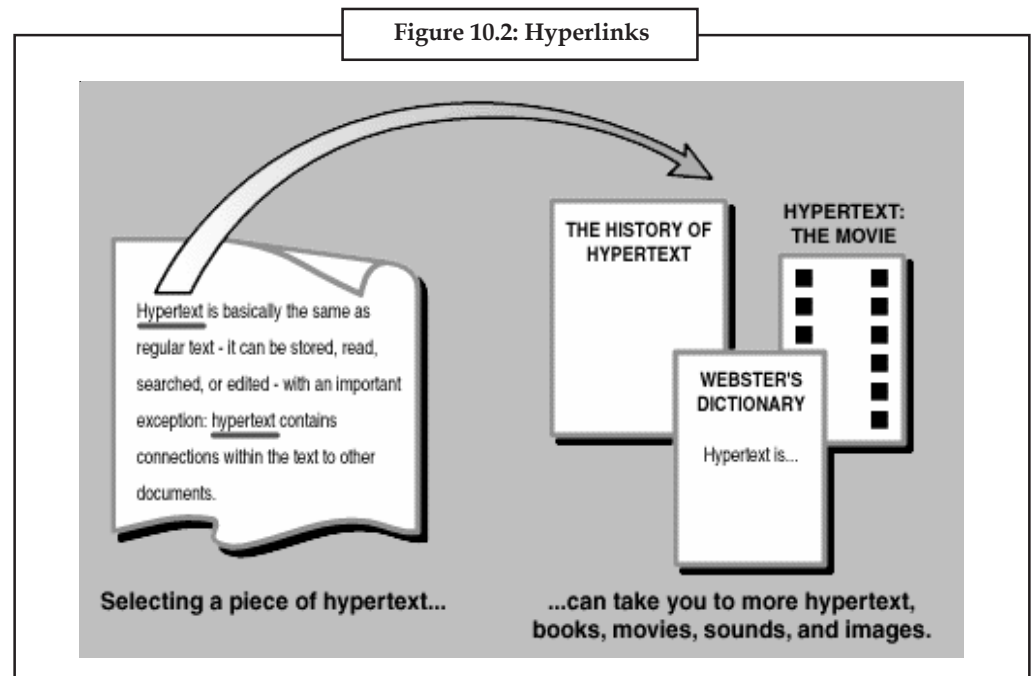 Figure 10.2: Hyperlinks
Hypertext is basically the same as
regular text - it can be stored, read,
searched, or edited - with an important
exception: hypertext contains
connections within the text to other
documents.
Selecting a piece of hypertext...
THE HISTORY OF
HYPERTEXT
HYPERTEXT:
THE MOVIE
WEBSTER'S
DICTIONARY
Hypertext is...
...can take you to more hypertext,
books, movies, sounds, and images.